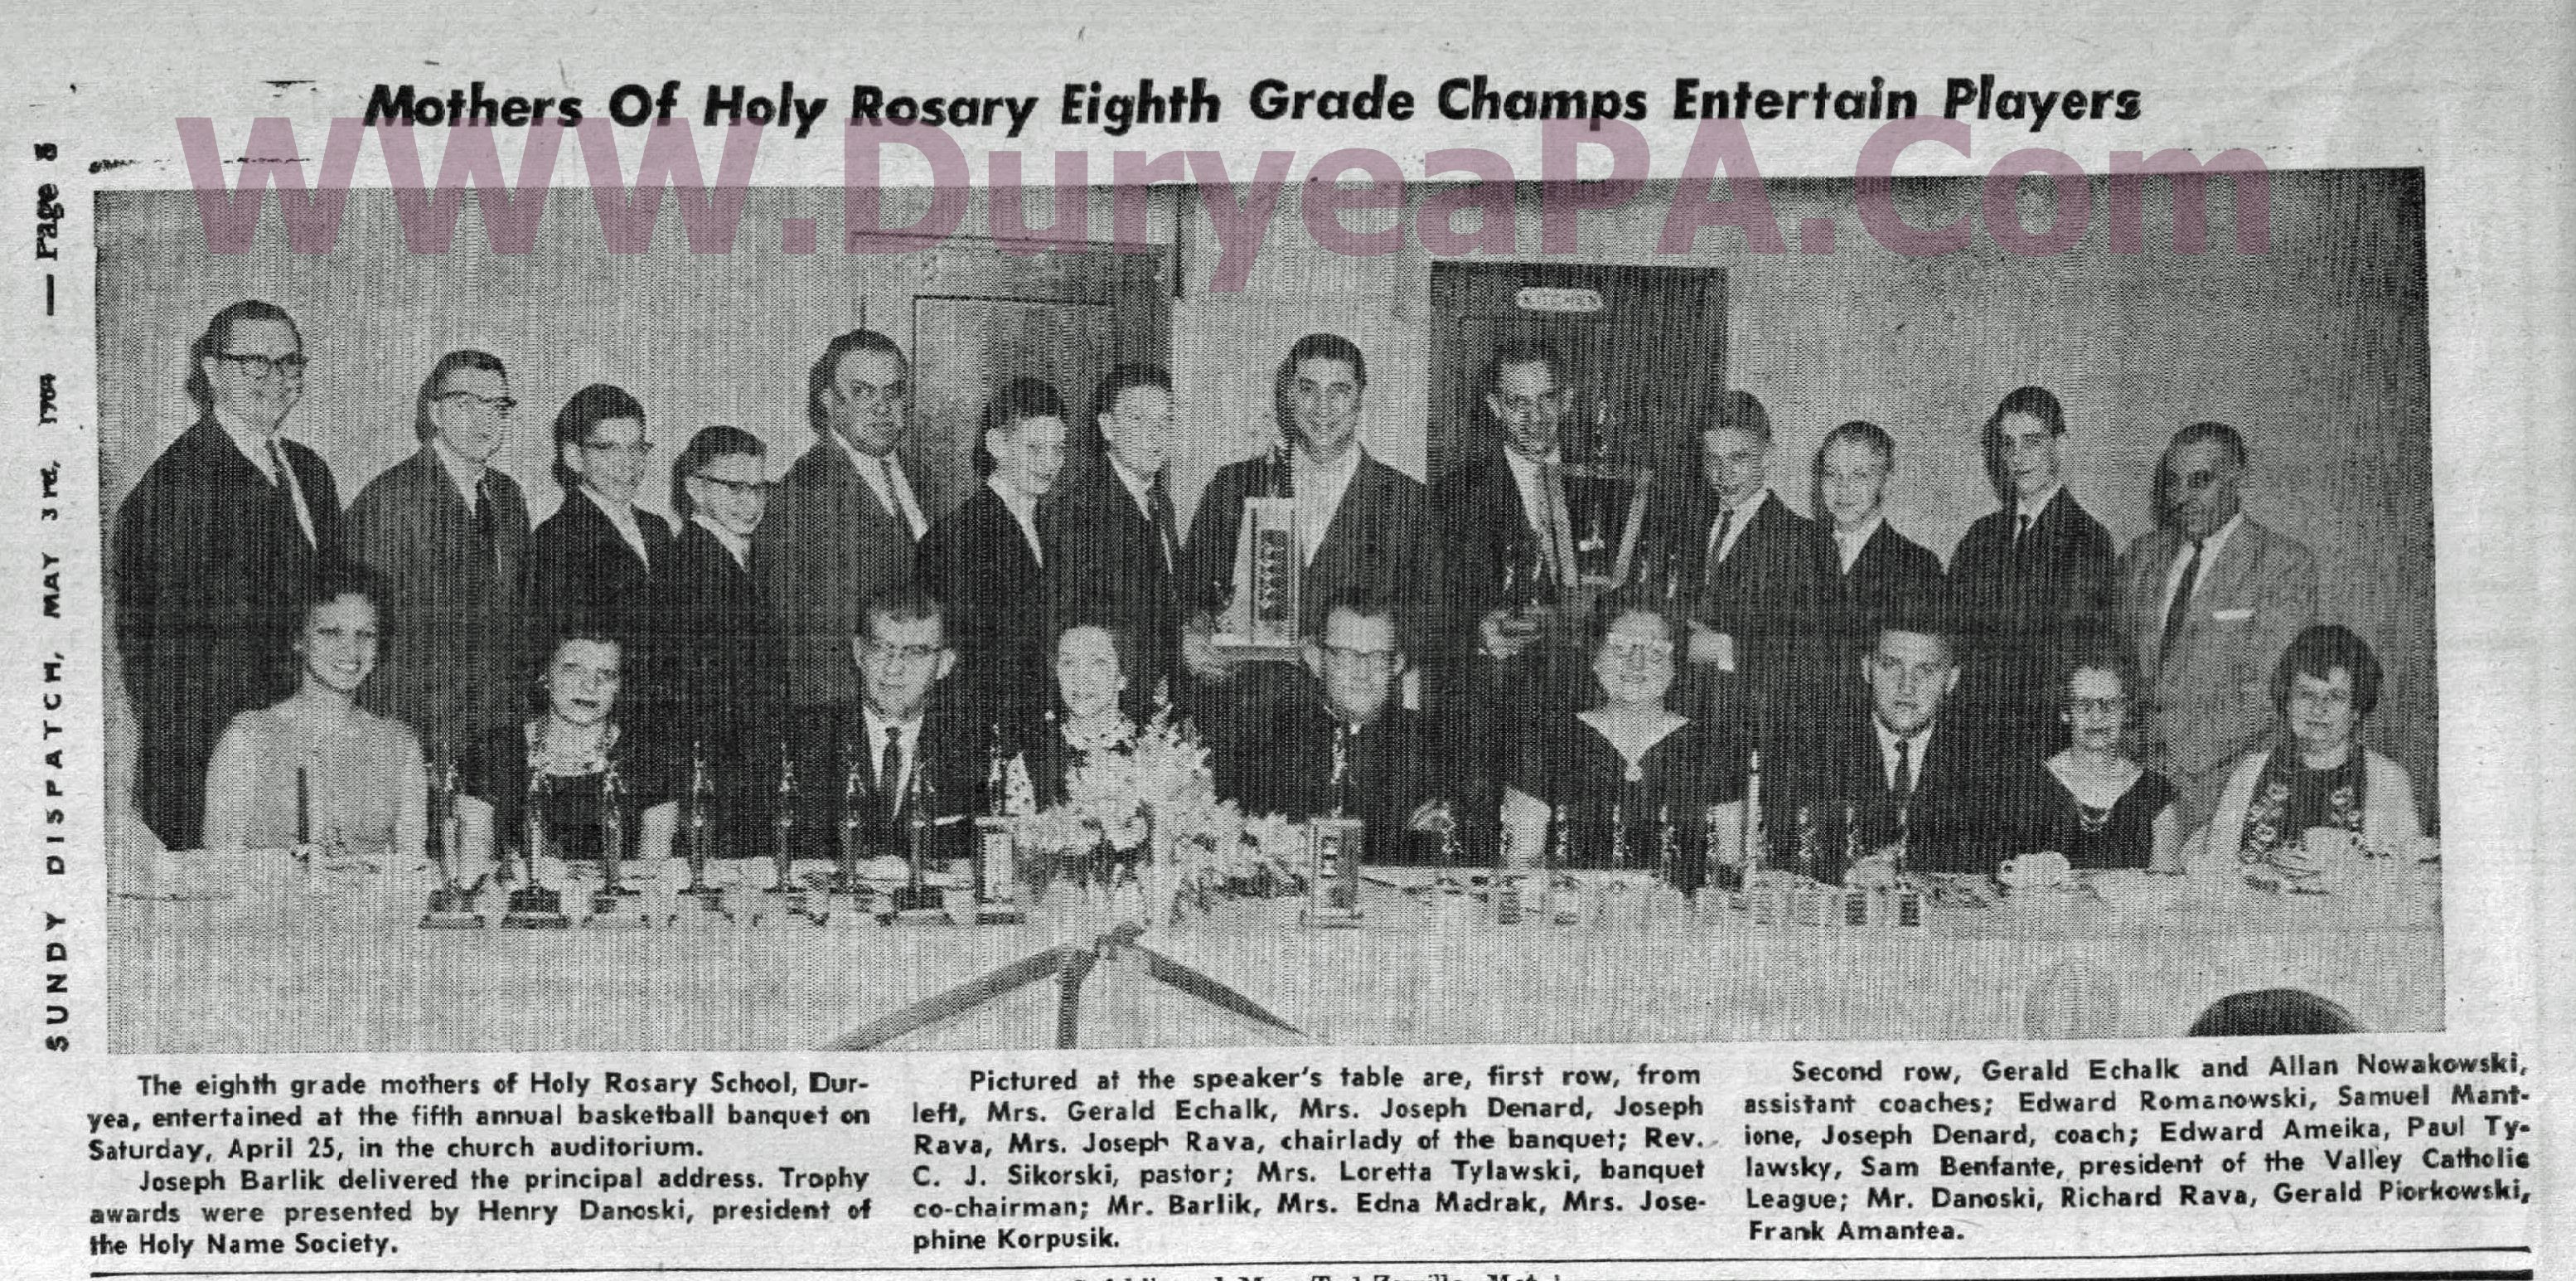 Mothers Of Holy Rosary Eighth Grade Champs Entertain Players
www.DuryeaPA.Com
SUNDY DISPATCH, MAY 3rd, 1964 — Page 8
The eighth grade mothers of Holy Rosary School, Dur-
yea, entertained at the fifth annual basketball banquet on
Saturday, April 25, in the church auditorium.
Joseph Barlik delivered the principal address. Trophy
awards were presented by Henry Danoski, president of
the Holy Name Society.
Pictured at the speaker's table are, first row, from
left, Mrs. Gerald Echalk, Mrs. Joseph Denard, Joseph
Rava, Mrs. Joseph Rava, chairlady of the banquet; Rev.
C. J. Sikorski, pastor; Mrs. Loretta Tylawski, banquet
co-chairman; Mr. Barlik, Mrs. Edna Madrak, Mrs. Jose-
phine Korpusik.
Second row, Gerald Echalk and Allan Nowakowski,
assistant coaches; Edward Romanowski, Samuel Mant-
ione, Joseph Denard, coach; Edward Ameika, Paul Ty-
lawsky, Sam Benfante, president of the Valley Catholic
League; Mr. Danoski, Richard Rava, Gerald Piorkowski,
Frank Amantea.